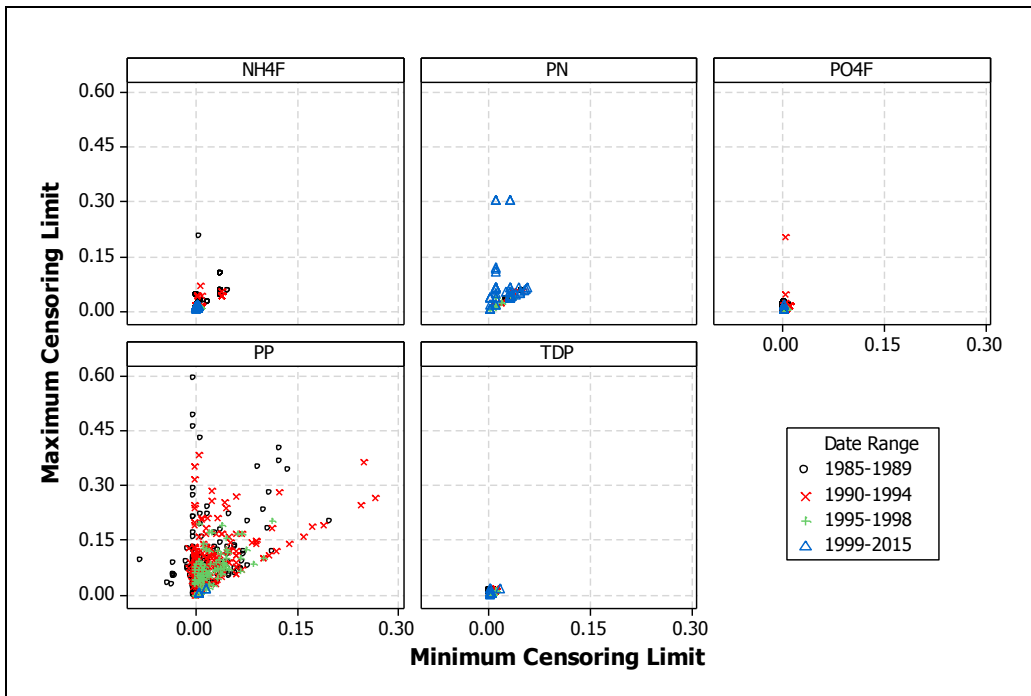 NH4F
PN
PO4F
0.60
0.45
0.30
0.15
0.00
0.00
0.15
0.30
PP
TDP
0.60
0.45
0.30
0.15
0.00
0.00
0.15
0.30
0.00
0.15
0.30
Maximum Censoring Limit
Minimum Censoring Limit
Date Range
1985-1989
1990-1994
1995-1998
1999-2015